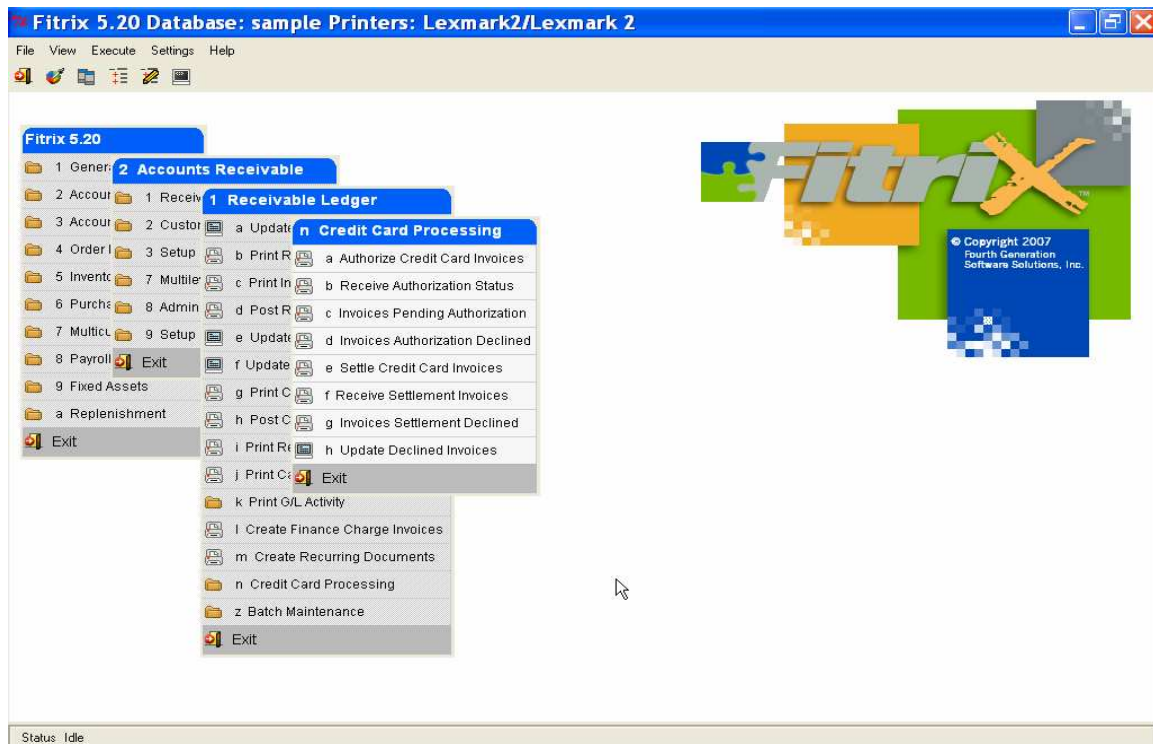 Fitrix 5.20 Database: sample Printers: Lexmark2/Lexmark 2
File View Execute Settings Help
Fitrix 5.20
1 Gener
2 Accour
3 Accour
4 Order
5 Invento
6 Purcha
7 Multicu
8 Payroll
9 Fixed Assets
a Replenishment
Exit
2 Accounts Receivable
1 Receiv
2 Custor
3 Setup
7 Multile
8 Admin
9 Setup
Exit
1 Receivable Ledger
a Update
b Print R
c Print In
d Post R
e Update
f Update
g Print C
h Post C
i Print Re
j Print Ca
k Print G/L Activity
l Create Finance Charge Invoices
m Create Recurring Documents
n Credit Card Processing
z Batch Maintenance
Exit
n Credit Card Processing
a Authorize Credit Card Invoices
b Receive Authorization Status
c Invoices Pending Authorization
d Invoices Authorization Declined
e Settle Credit Card Invoices
f Receive Settlement Invoices
g Invoices Settlement Declined
h Update Declined Invoices
Exit
Fitrix
TM
© Copyright 2007
Fourth Generation
Software Solutions, Inc.
Status Idle